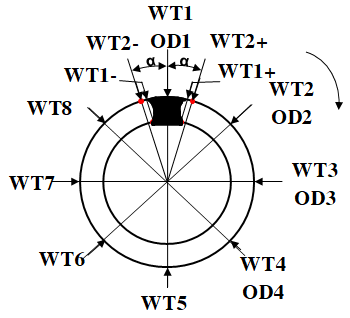 WT1
WT2- OD1 WT2+
α α
WT1- WT1+
WT2
WT8 OD2
WT7 WT3
OD3
WT6 WT4
OD4
WT5